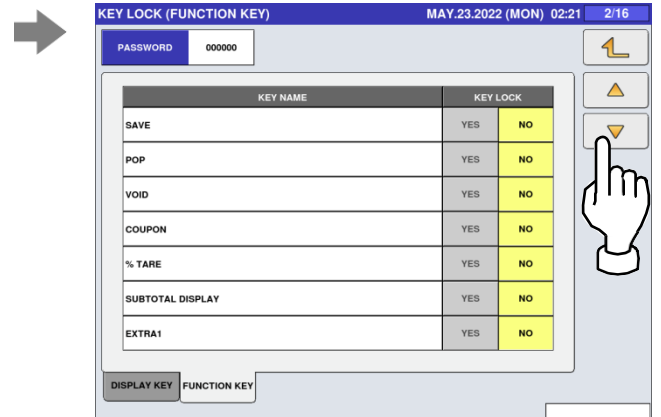 KEY LOCK (FUNCTION KEY) MAY.23.2022 (MON) 02:21 2/16
PASSWORD 000000
KEY NAME KEY LOCK
SAVE YES NO
POP YES NO
VOID YES NO
COUPON YES NO
% TARE YES NO
SUBTOTAL DISPLAY YES NO
EXTRA1 YES NO
DISPLAY KEY FUNCTION KEY